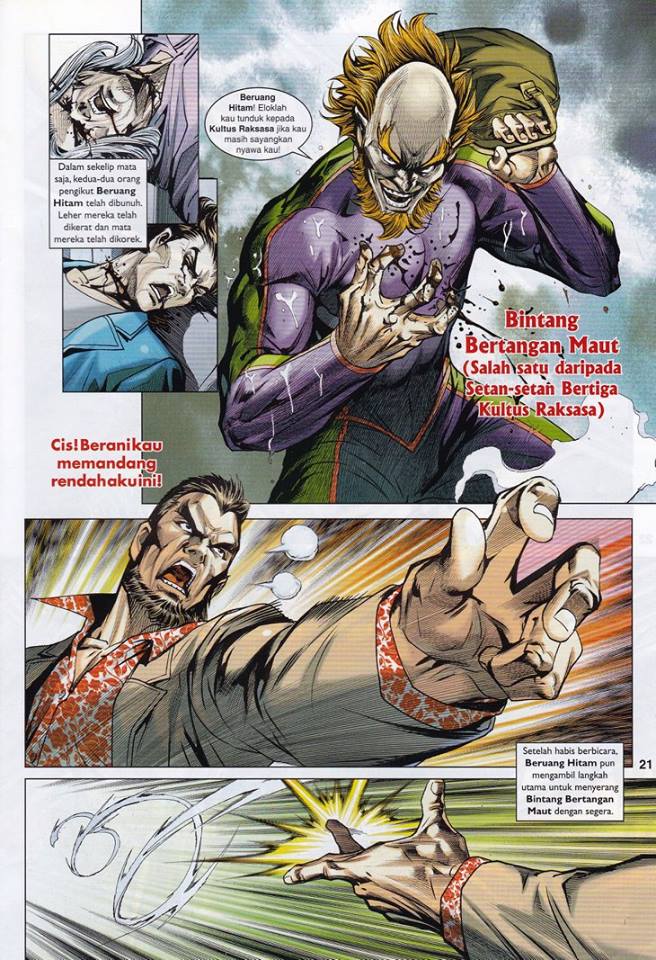 Beruang
Hitam! Eloklah
kau tunduk kepada
Kultus Raksasa jika kau
masih sayangkan
nyawa kau!
Dalam sekelip mata
saja, kedua-dua orang
pengikut Beruang
Hitam telah dibunuh.
Leher mereka telah
dikerat dan mata
mereka telah dikorek.
Bintang
Bertangan Maut
(Salah satu daripada
Setan-setan Bertiga
Kultus Raksasa)
Cis!Beranikau
memandang
rendahakuini!
Setelah habis berbicara,
Beruang Hitam pun
mengambil langkah
utama untuk menyerang
Bintang Bertangan
Maut dengan segera.
21